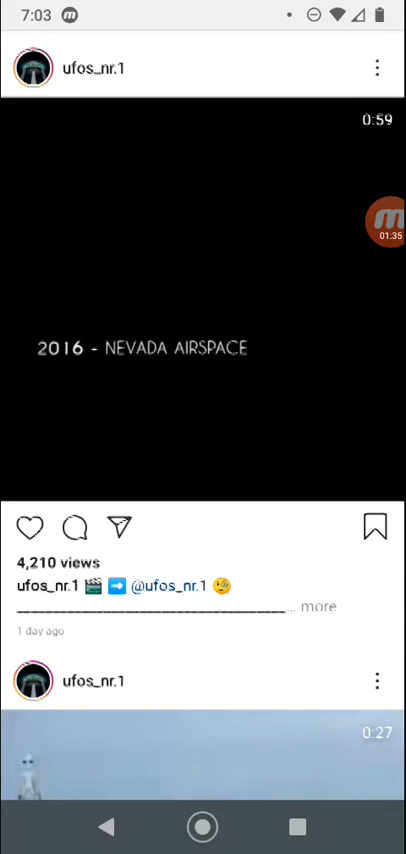 7:03
ufos_nr.1
0:59
01:35
2016 - NEVADA AIRSPACE
4,210 views
ufos_nr.1 🎬 ➡️ @ufos_nr.1 🧐
______________________________... more
1 day ago
ufos_nr.1
0:27